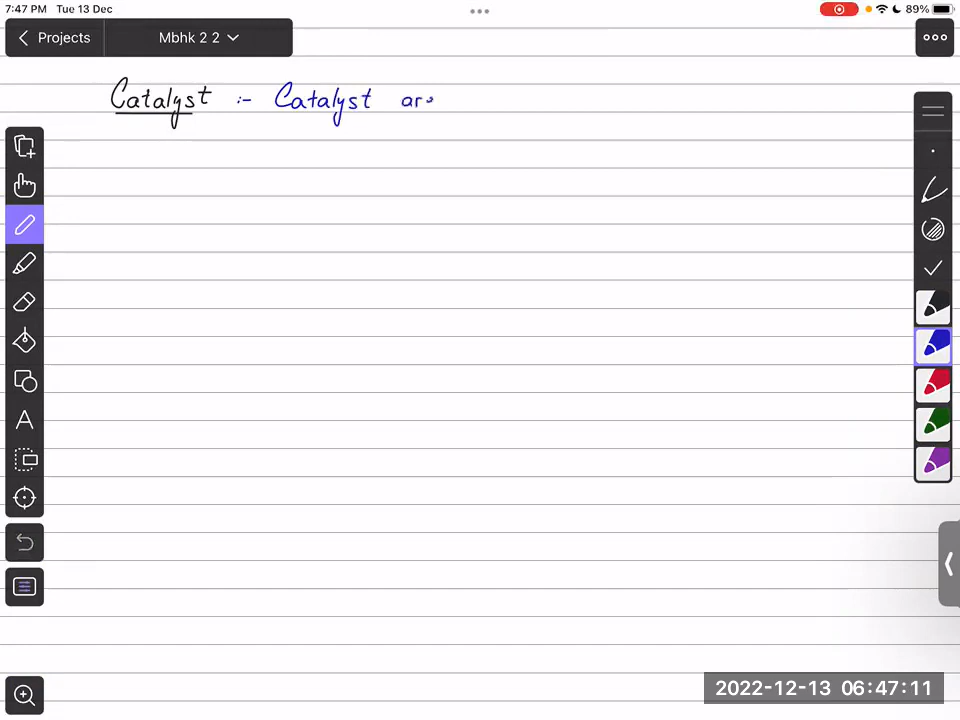 7:47 PM Tue 13 Dec 89%
Projects Mbhk 2 2
Catalyst :- Catalyst are
A
2022-12-13 06:47:11